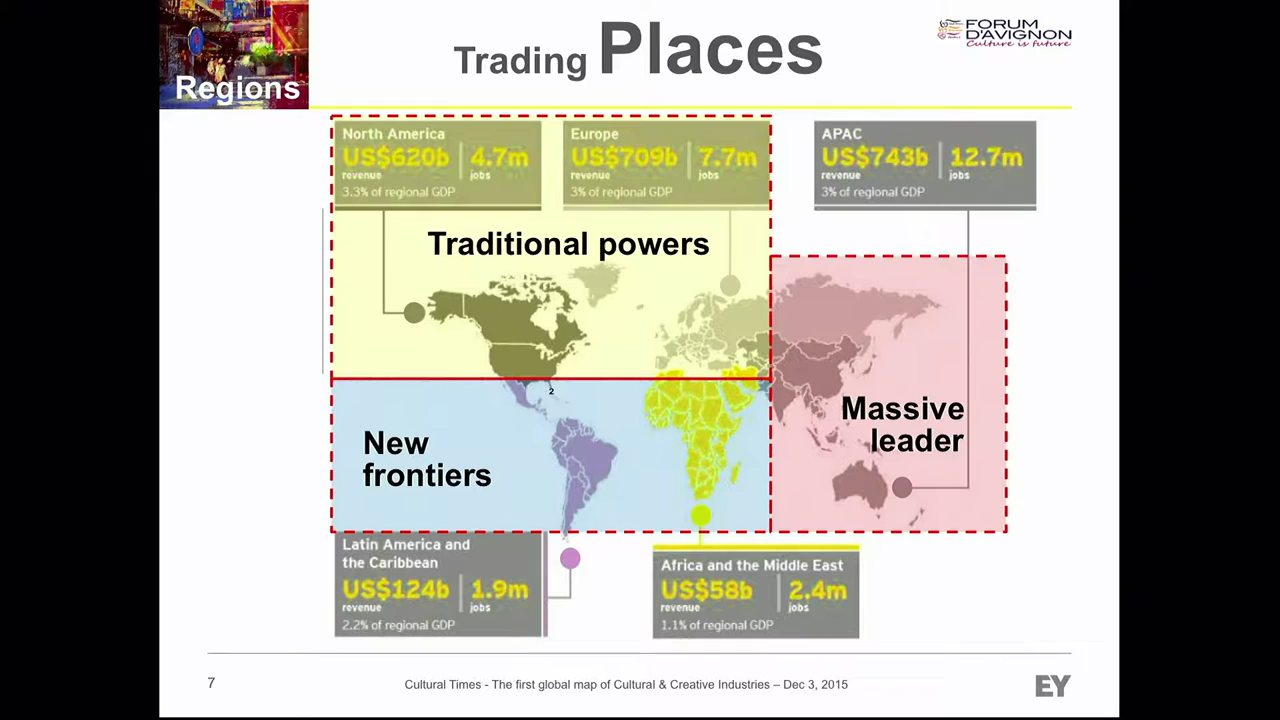 Regions
Trading Places
FORUM
D'AVIGNON
Culture is future
North America
US$620b 4.7m
revenue jobs
3.3% of regional GDP
Europe
US$709b 7.7m
revenue jobs
3% of regional GDP
APAC
US$743b 12.7m
revenue jobs
3% of regional GDP
Traditional powers
2
New
frontiers
Massive
leader
Latin America and
the Caribbean
US$124b 1.9m
revenue jobs
2.2% of regional GDP
Africa and the Middle East
US$58b 2.4m
revenue jobs
1.1% of regional GDP
7
Cultural Times - The first global map of Cultural & Creative Industries – Dec 3, 2015
EY